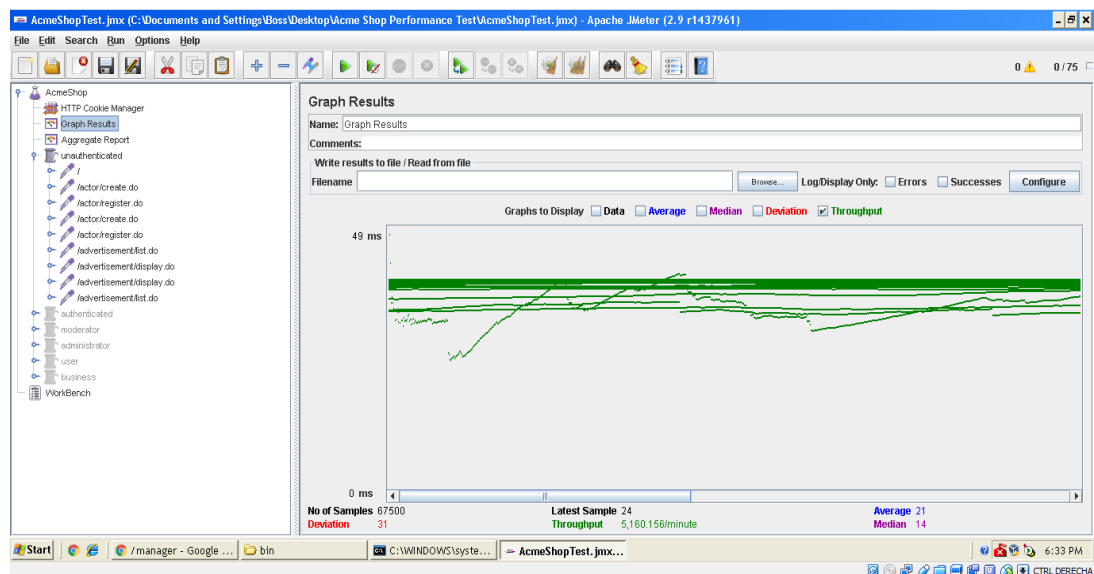 AcmeShopTest.jmx (C:\Documents and Settings\Boss\Desktop\Acme Shop Performance Test\AcmeShopTest.jmx) - Apache JMeter (2.9 r1437961)
File Edit Search Run Options Help
0 0/75
AcmeShop
HTTP Cookie Manager
Graph Results
Aggregate Report
unauthenticated
/
/actor/create.do
/actor/register.do
/actor/create.do
/actor/register.do
/advertisement/list.do
/advertisement/display.do
/advertisement/display.do
/advertisement/list.do
authenticated
moderator
administrator
user
business
WorkBench
Graph Results
Name: Graph Results
Comments:
Write results to file / Read from file
Filename Browse... Log/Display Only: Errors Successes Configure
Graphs to Display Data Average Median Deviation Throughput
49 ms
0 ms
No of Samples 67500 Latest Sample 24 Average 21
Deviation 31 Throughput 5,160.156/minute Median 14
Start /manager - Google ... bin C:\WINDOWS\syste... AcmeShopTest.jmx... 6:33 PM
CTRL DERECHA